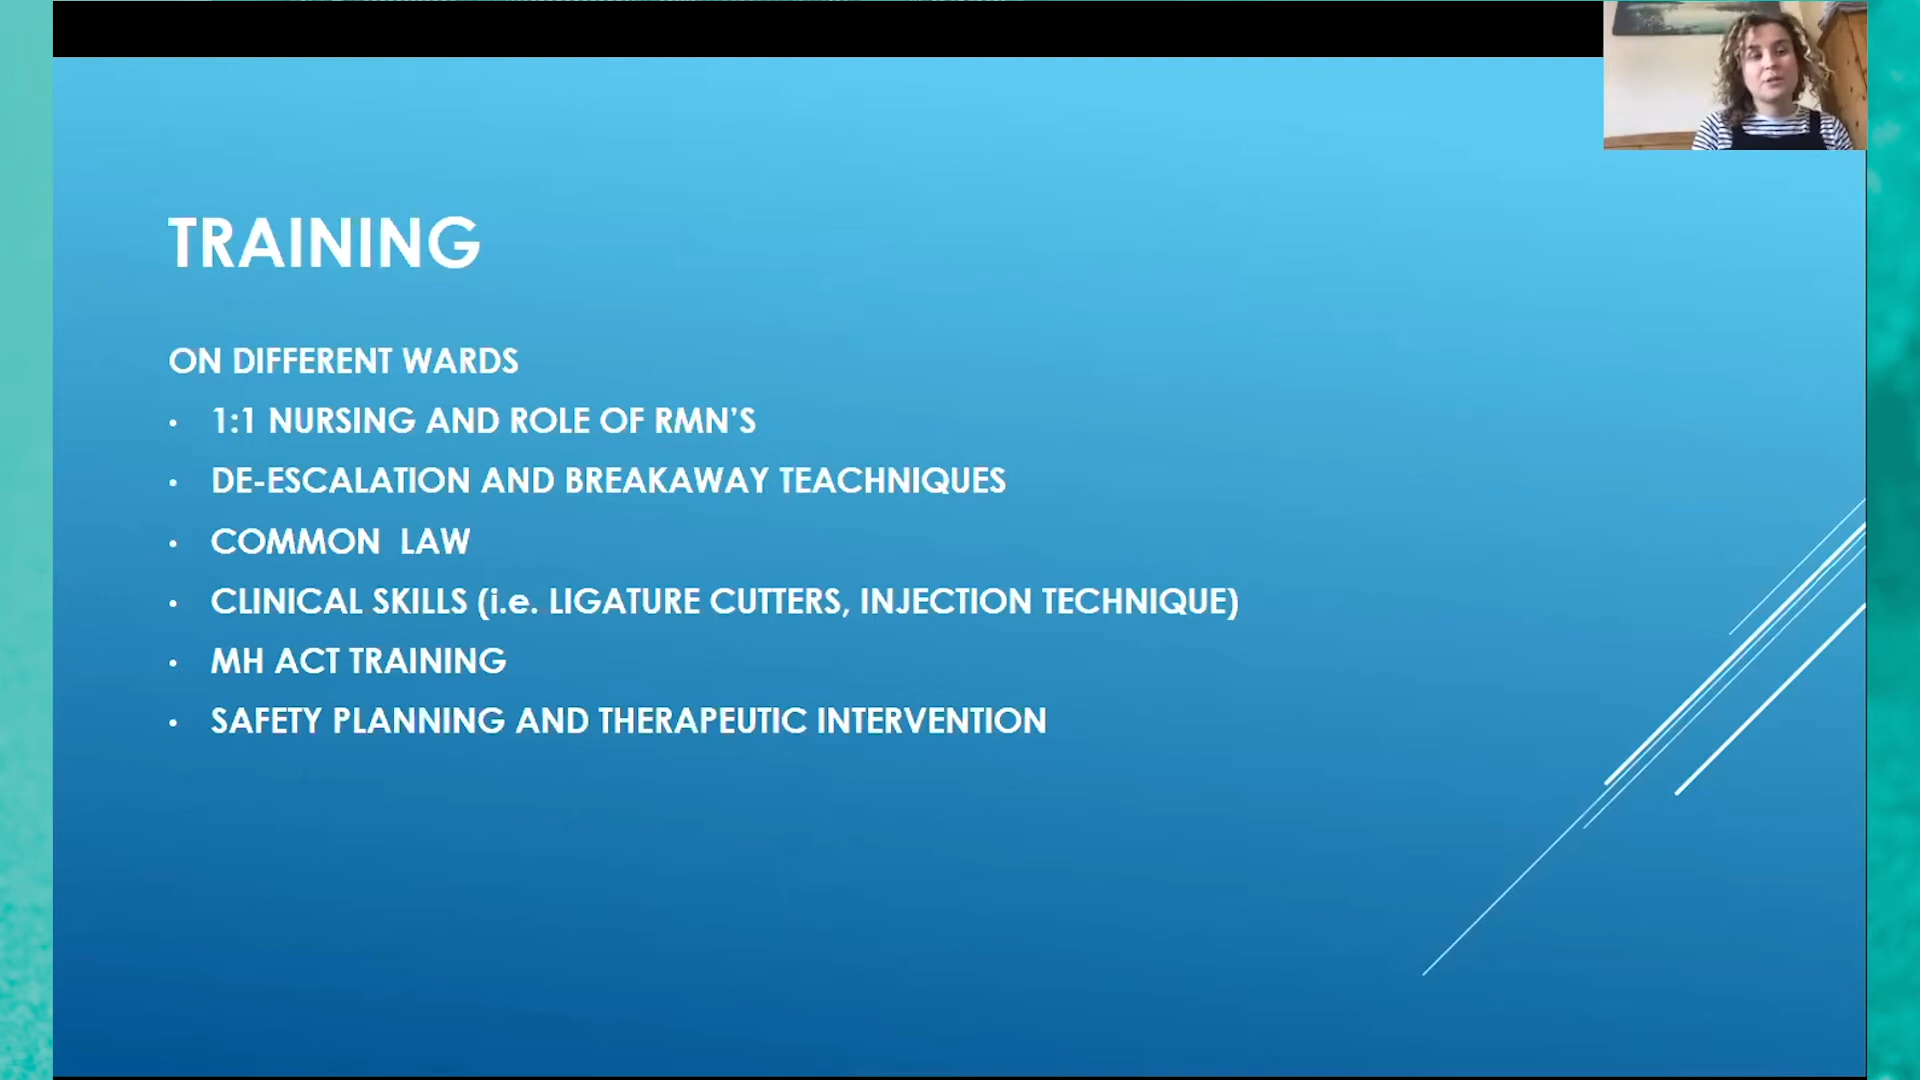 TRAINING
ON DIFFERENT WARDS
• 1:1 NURSING AND ROLE OF RMN’S
• DE-ESCALATION AND BREAKAWAY TEACHNIQUES
• COMMON  LAW
• CLINICAL SKILLS (i.e. LIGATURE CUTTERS, INJECTION TECHNIQUE)
• MH ACT TRAINING
• SAFETY PLANNING AND THERAPEUTIC INTERVENTION